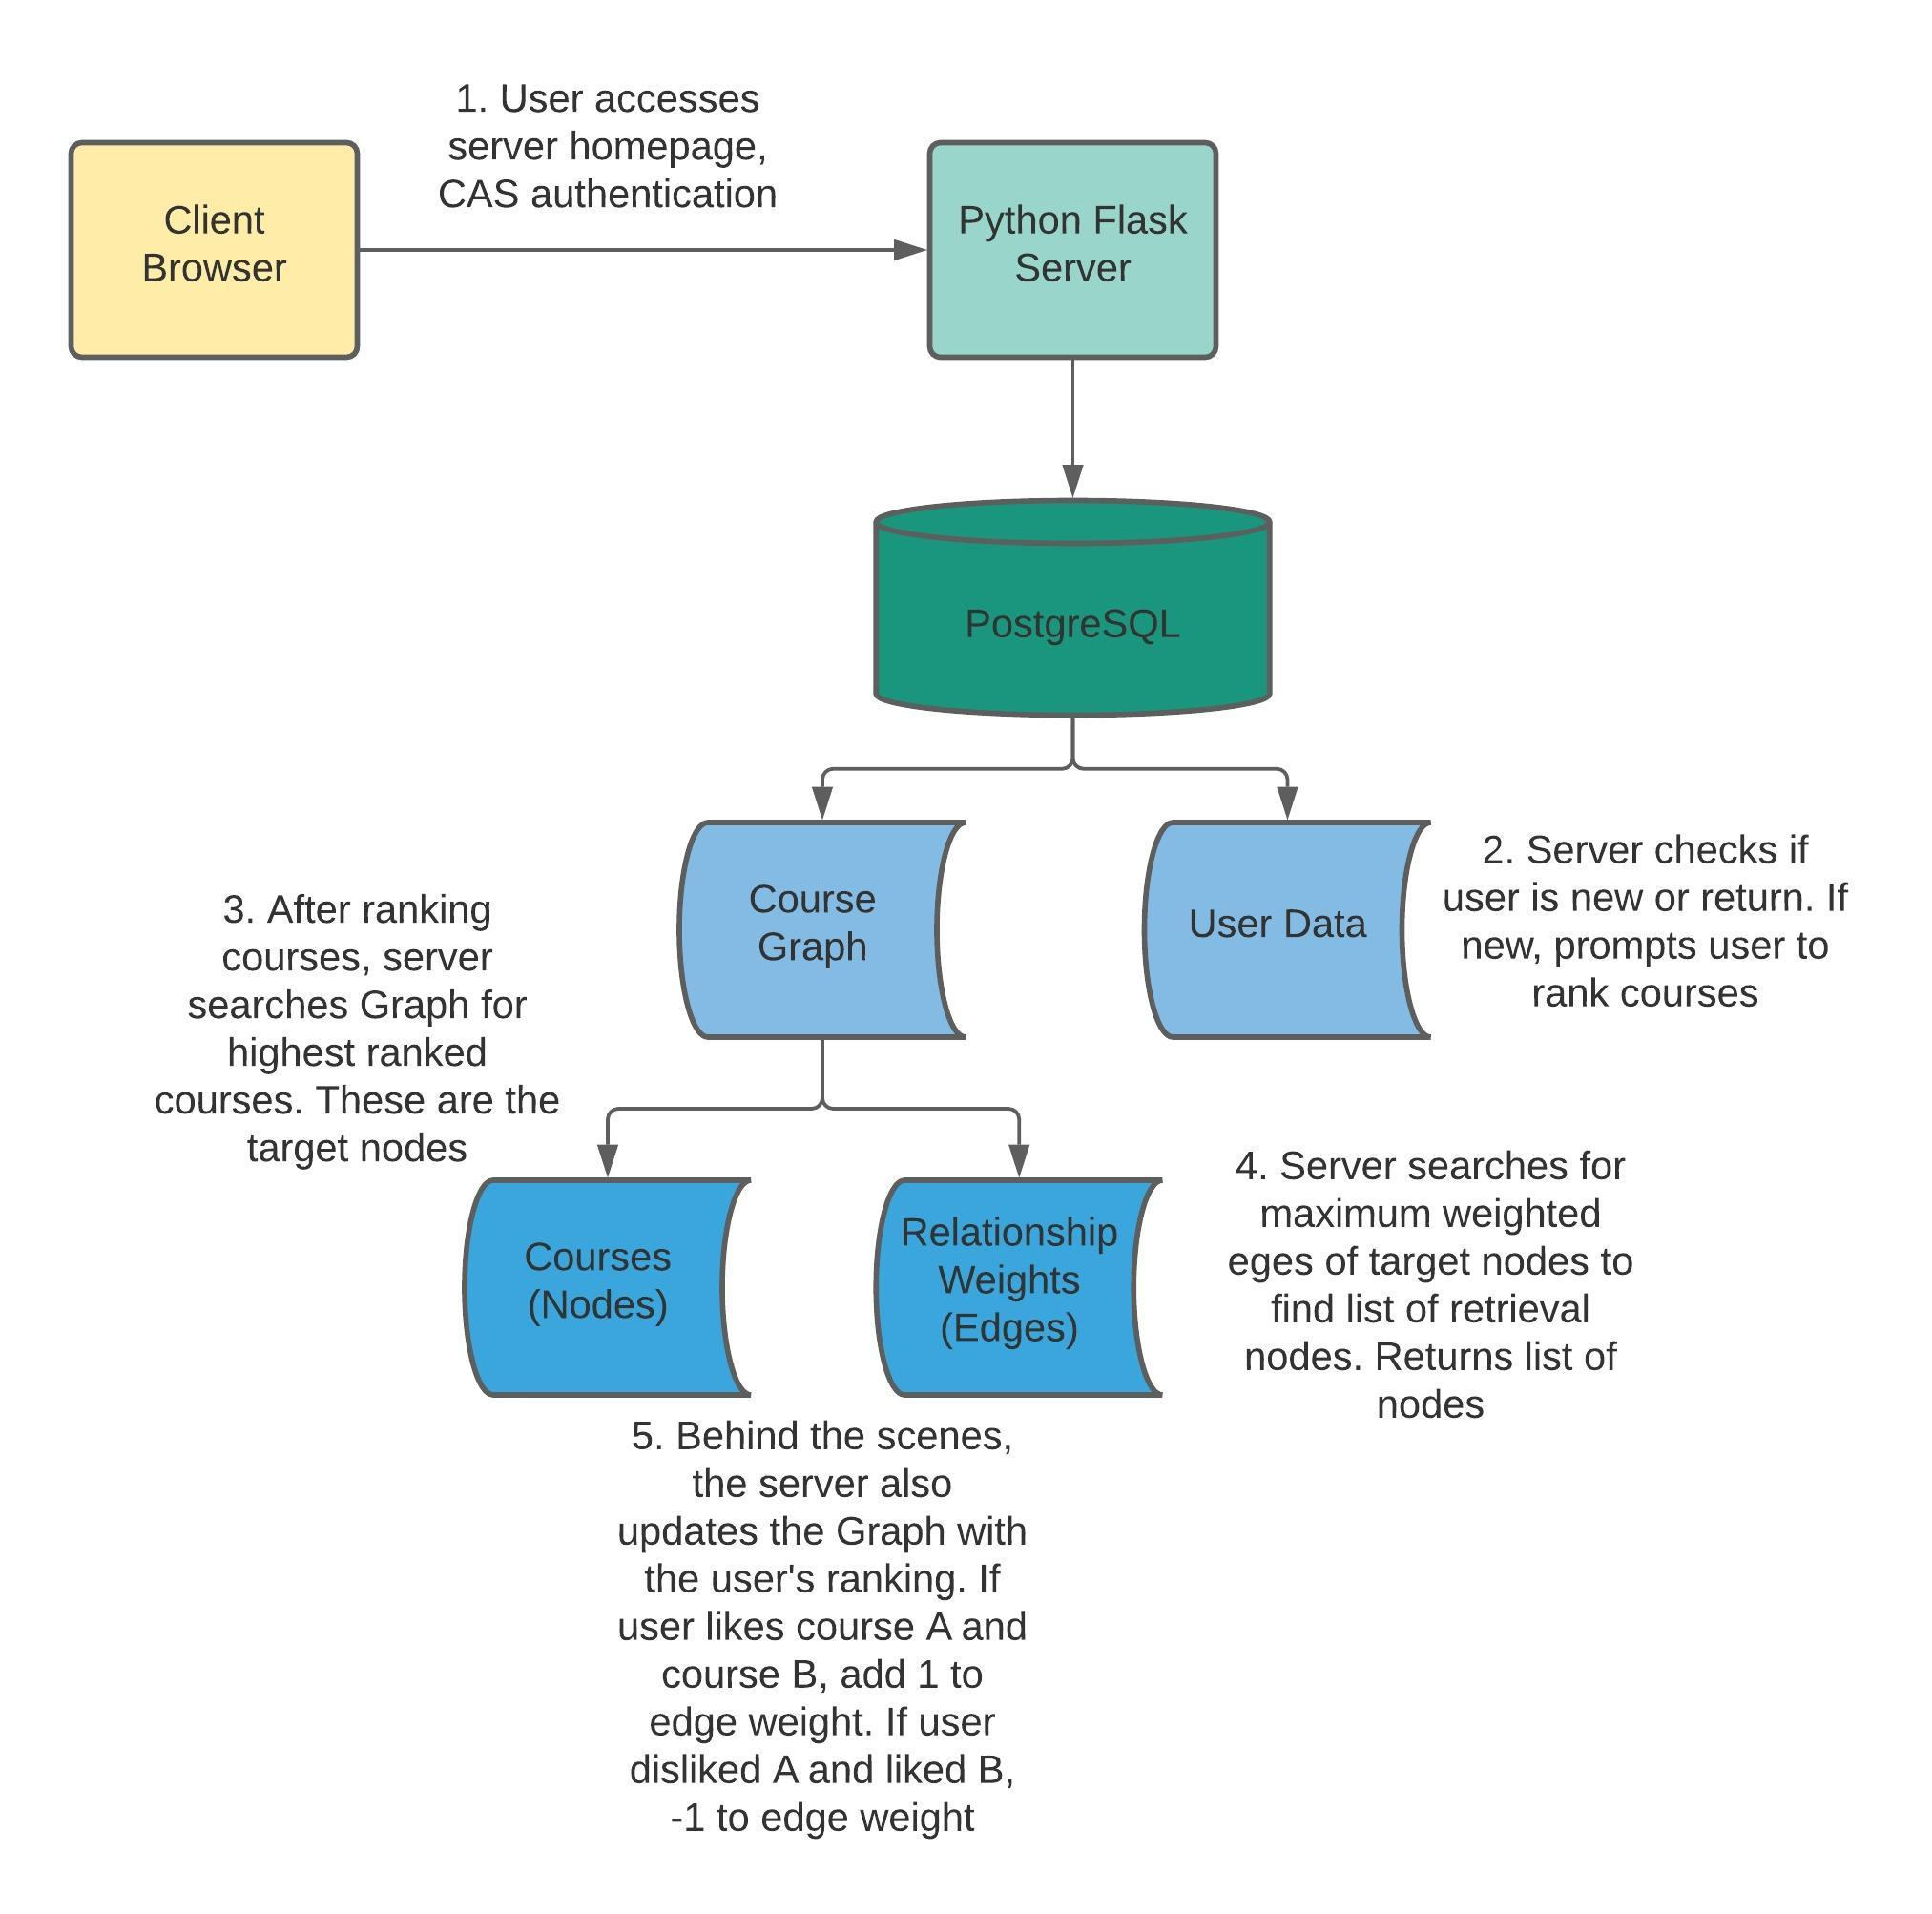 1. User accesses
server homepage,
CAS authentication
Client
Browser
Python Flask
Server
PostgreSQL
Course
Graph
User Data
2. Server checks if
user is new or return. If
new, prompts user to
rank courses
3. After ranking
courses, server
searches Graph for
highest ranked
courses. These are the
target nodes
Courses
(Nodes)
Relationship
Weights
(Edges)
4. Server searches for
maximum weighted
eges of target nodes to
find list of retrieval
nodes. Returns list of
nodes
5. Behind the scenes,
the server also
updates the Graph with
the user's ranking. If
user likes course A and
course B, add 1 to
edge weight. If user
disliked A and liked B,
-1 to edge weight